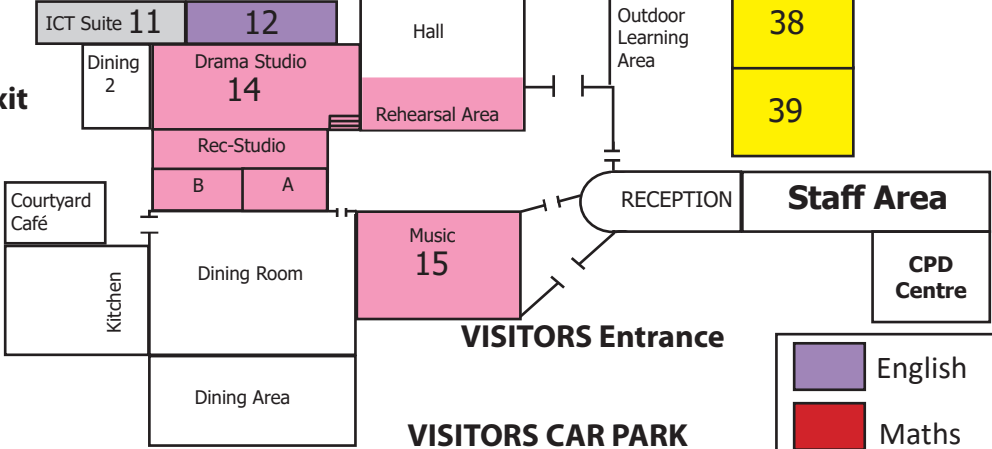 ICT Suite 11
12
Hall
Outdoor
Learning
Area
38
Dining
2
Drama Studio
14
xit
Rehearsal Area
39
Rec-Studio
B
A
Courtyard
Café
RECEPTION
Staff Area
Music
15
Dining Room
Kitchen
CPD
Centre
VISITORS Entrance
English
Dining Area
VISITORS CAR PARK
Maths